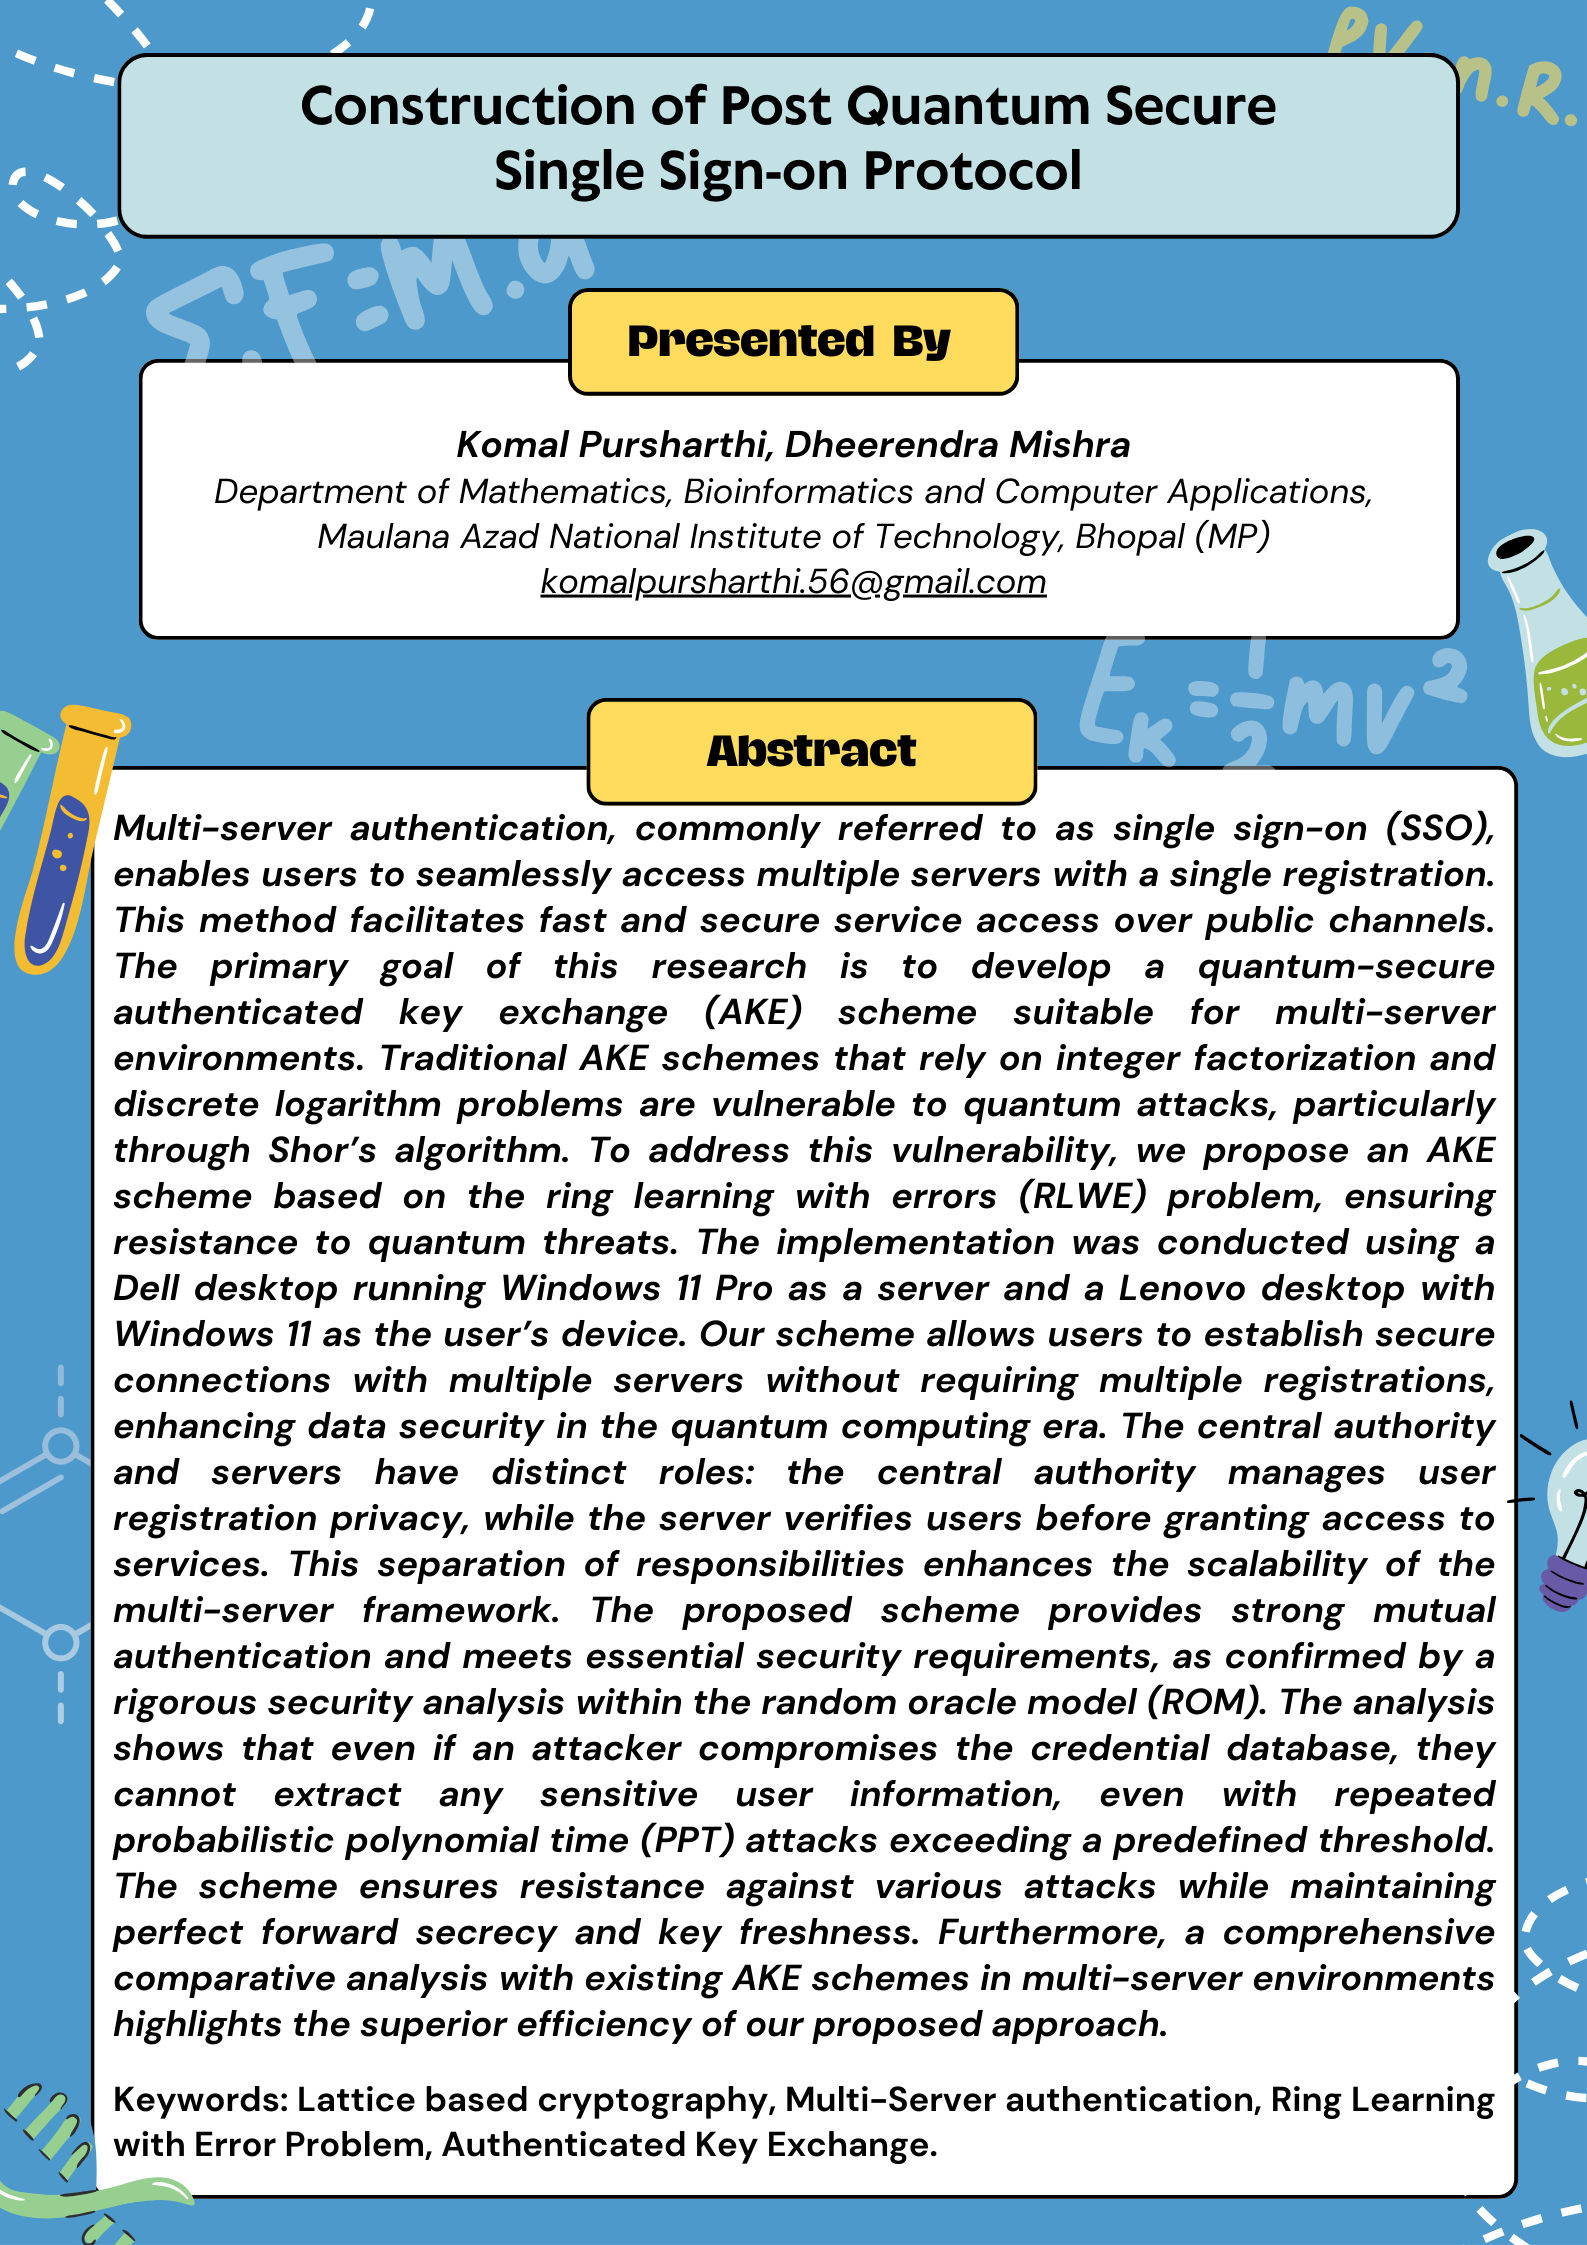 PV n.R.
Construction of Post Quantum Secure
Single Sign-on Protocol
Σ.F=M.a
Presented By
Komal Pursharthi, Dheerendra Mishra
Department of Mathematics, Bioinformatics and Computer Applications,
Maulana Azad National Institute of Technology, Bhopal (MP)
komalpursharthi.56@gmail.com
Eₖ=1/2mv²
Abstract
Multi-server authentication, commonly referred to as single sign-on (SSO),
enables users to seamlessly access multiple servers with a single registration.
This method facilitates fast and secure service access over public channels.
The primary goal of this research is to develop a quantum-secure
authenticated key exchange (AKE) scheme suitable for multi-server
environments. Traditional AKE schemes that rely on integer factorization and
discrete logarithm problems are vulnerable to quantum attacks, particularly
through Shor’s algorithm. To address this vulnerability, we propose an AKE
scheme based on the ring learning with errors (RLWE) problem, ensuring
resistance to quantum threats. The implementation was conducted using a
Dell desktop running Windows 11 Pro as a server and a Lenovo desktop with
Windows 11 as the user’s device. Our scheme allows users to establish secure
connections with multiple servers without requiring multiple registrations,
enhancing data security in the quantum computing era. The central authority
and servers have distinct roles: the central authority manages user
registration privacy, while the server verifies users before granting access to
services. This separation of responsibilities enhances the scalability of the
multi-server framework. The proposed scheme provides strong mutual
authentication and meets essential security requirements, as confirmed by a
rigorous security analysis within the random oracle model (ROM). The analysis
shows that even if an attacker compromises the credential database, they
cannot extract any sensitive user information, even with repeated
probabilistic polynomial time (PPT) attacks exceeding a predefined threshold.
The scheme ensures resistance against various attacks while maintaining
perfect forward secrecy and key freshness. Furthermore, a comprehensive
comparative analysis with existing AKE schemes in multi-server environments
highlights the superior efficiency of our proposed approach.
Keywords: Lattice based cryptography, Multi-Server authentication, Ring Learning
with Error Problem, Authenticated Key Exchange.